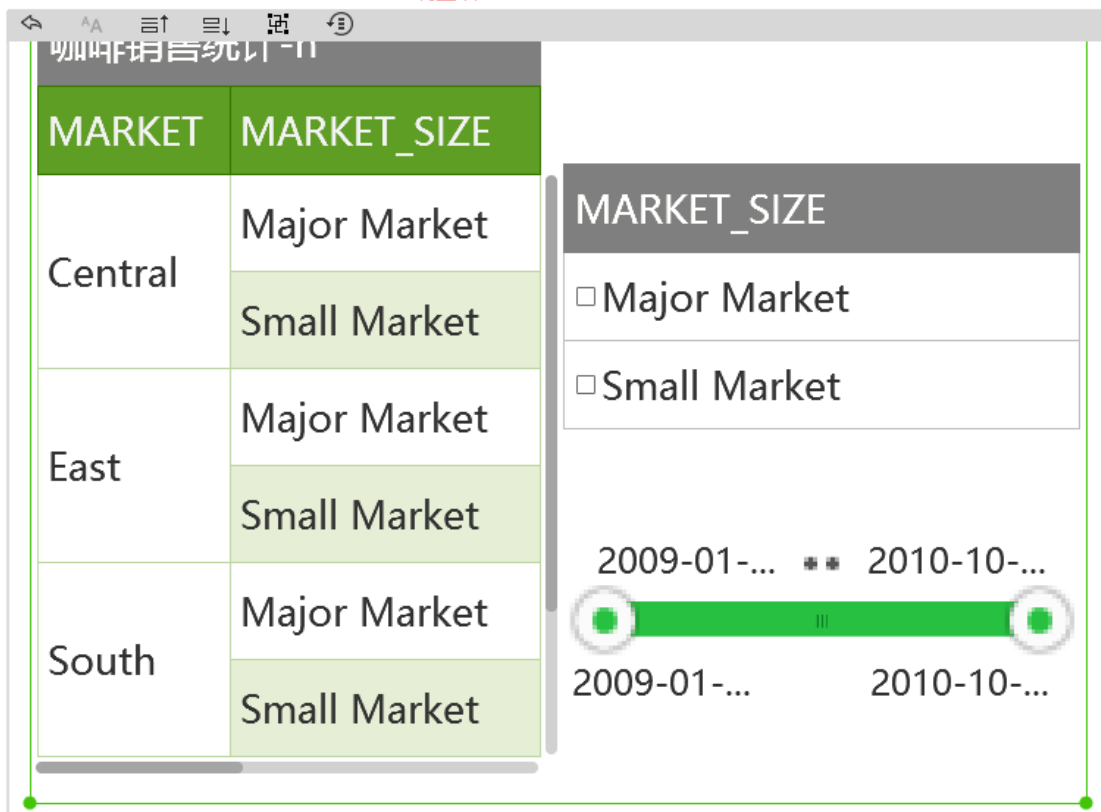 咖啡销售统计-n
MARKET MARKET_SIZE
Central
Major Market
Small Market
East
Major Market
Small Market
South
Major Market
Small Market
MARKET_SIZE
Major Market
Small Market
2009-01-... 2010-10-...
2009-01-... 2010-10-...